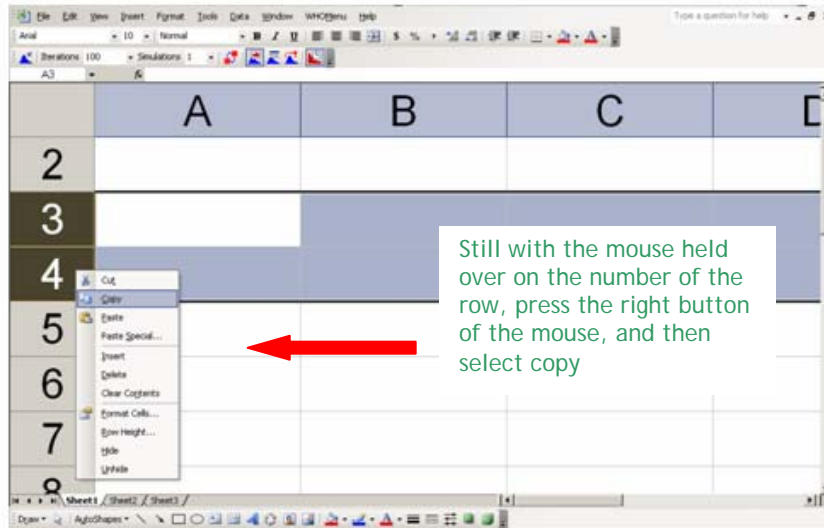 File Edit View Insert Format Tools Data Window WHOMenu Help Type a question for help
Arial 10 Normal B I U $ %
Iterations 100 Simulations 1
A3 fx
A B C D
2
3
4
5
6
7
8
Cut
Copy
Paste
Paste Special...
Insert
Delete
Clear Contents
Format Cells...
Row Height...
Hide
Unhide
Still with the mouse held
over on the number of the
row, press the right button
of the mouse, and then
select copy
Sheet1 / Sheet2 / Sheet3 /
Draw AutoShapes